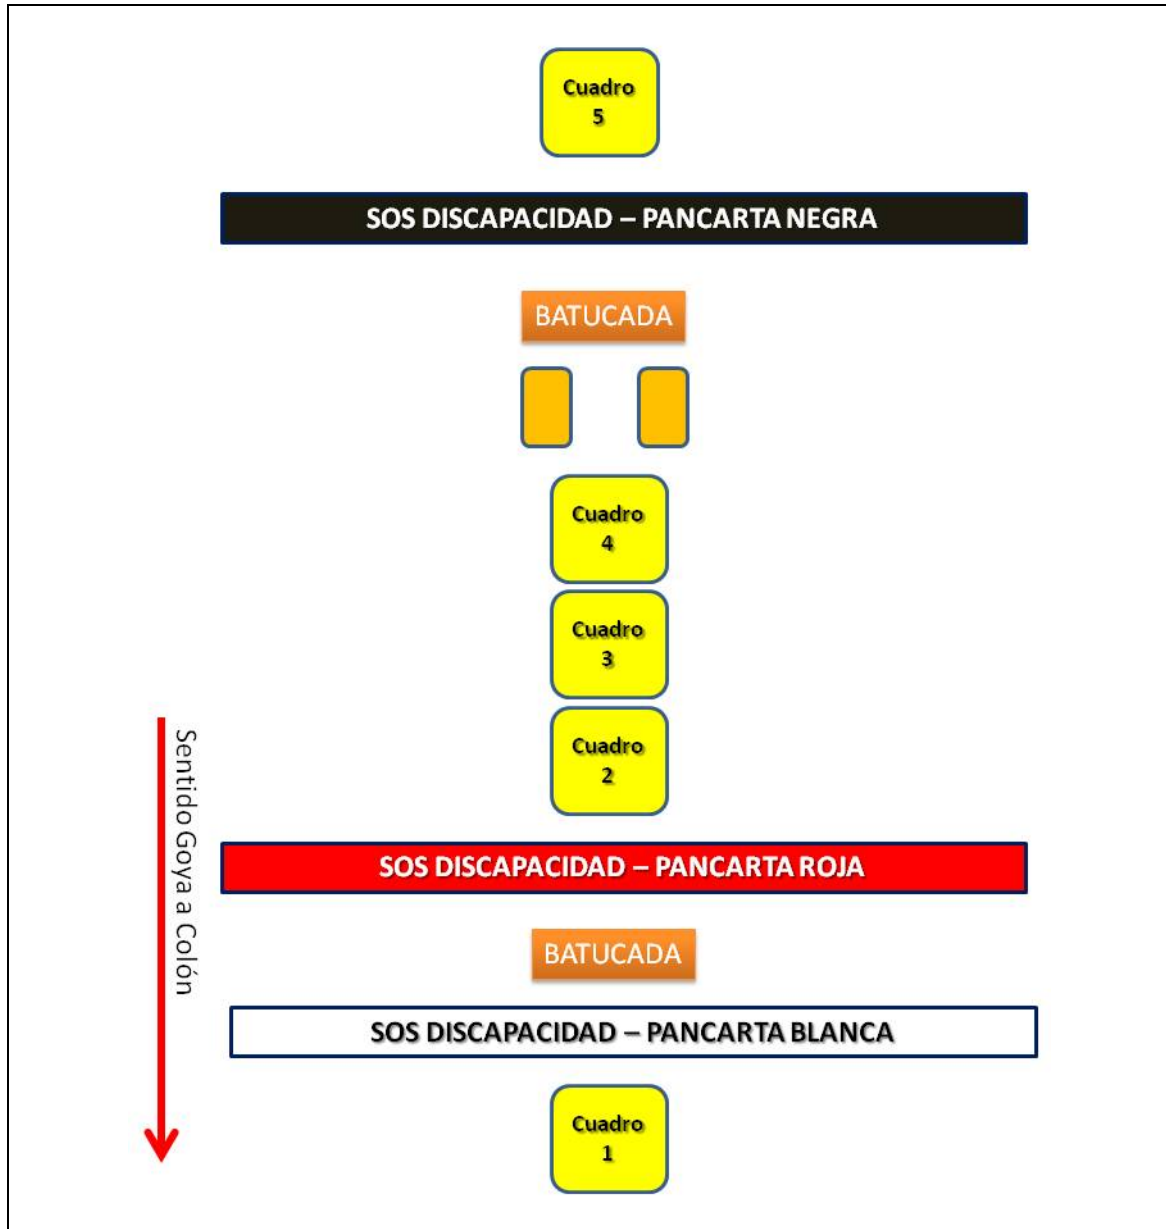 Cuadro
5
SOS DISCAPACIDAD – PANCARTA NEGRA
BATUCADA
Cuadro
4
Cuadro
3
Cuadro
2
Sentido Goya a Colón
SOS DISCAPACIDAD – PANCARTA ROJA
BATUCADA
SOS DISCAPACIDAD – PANCARTA BLANCA
Cuadro
1